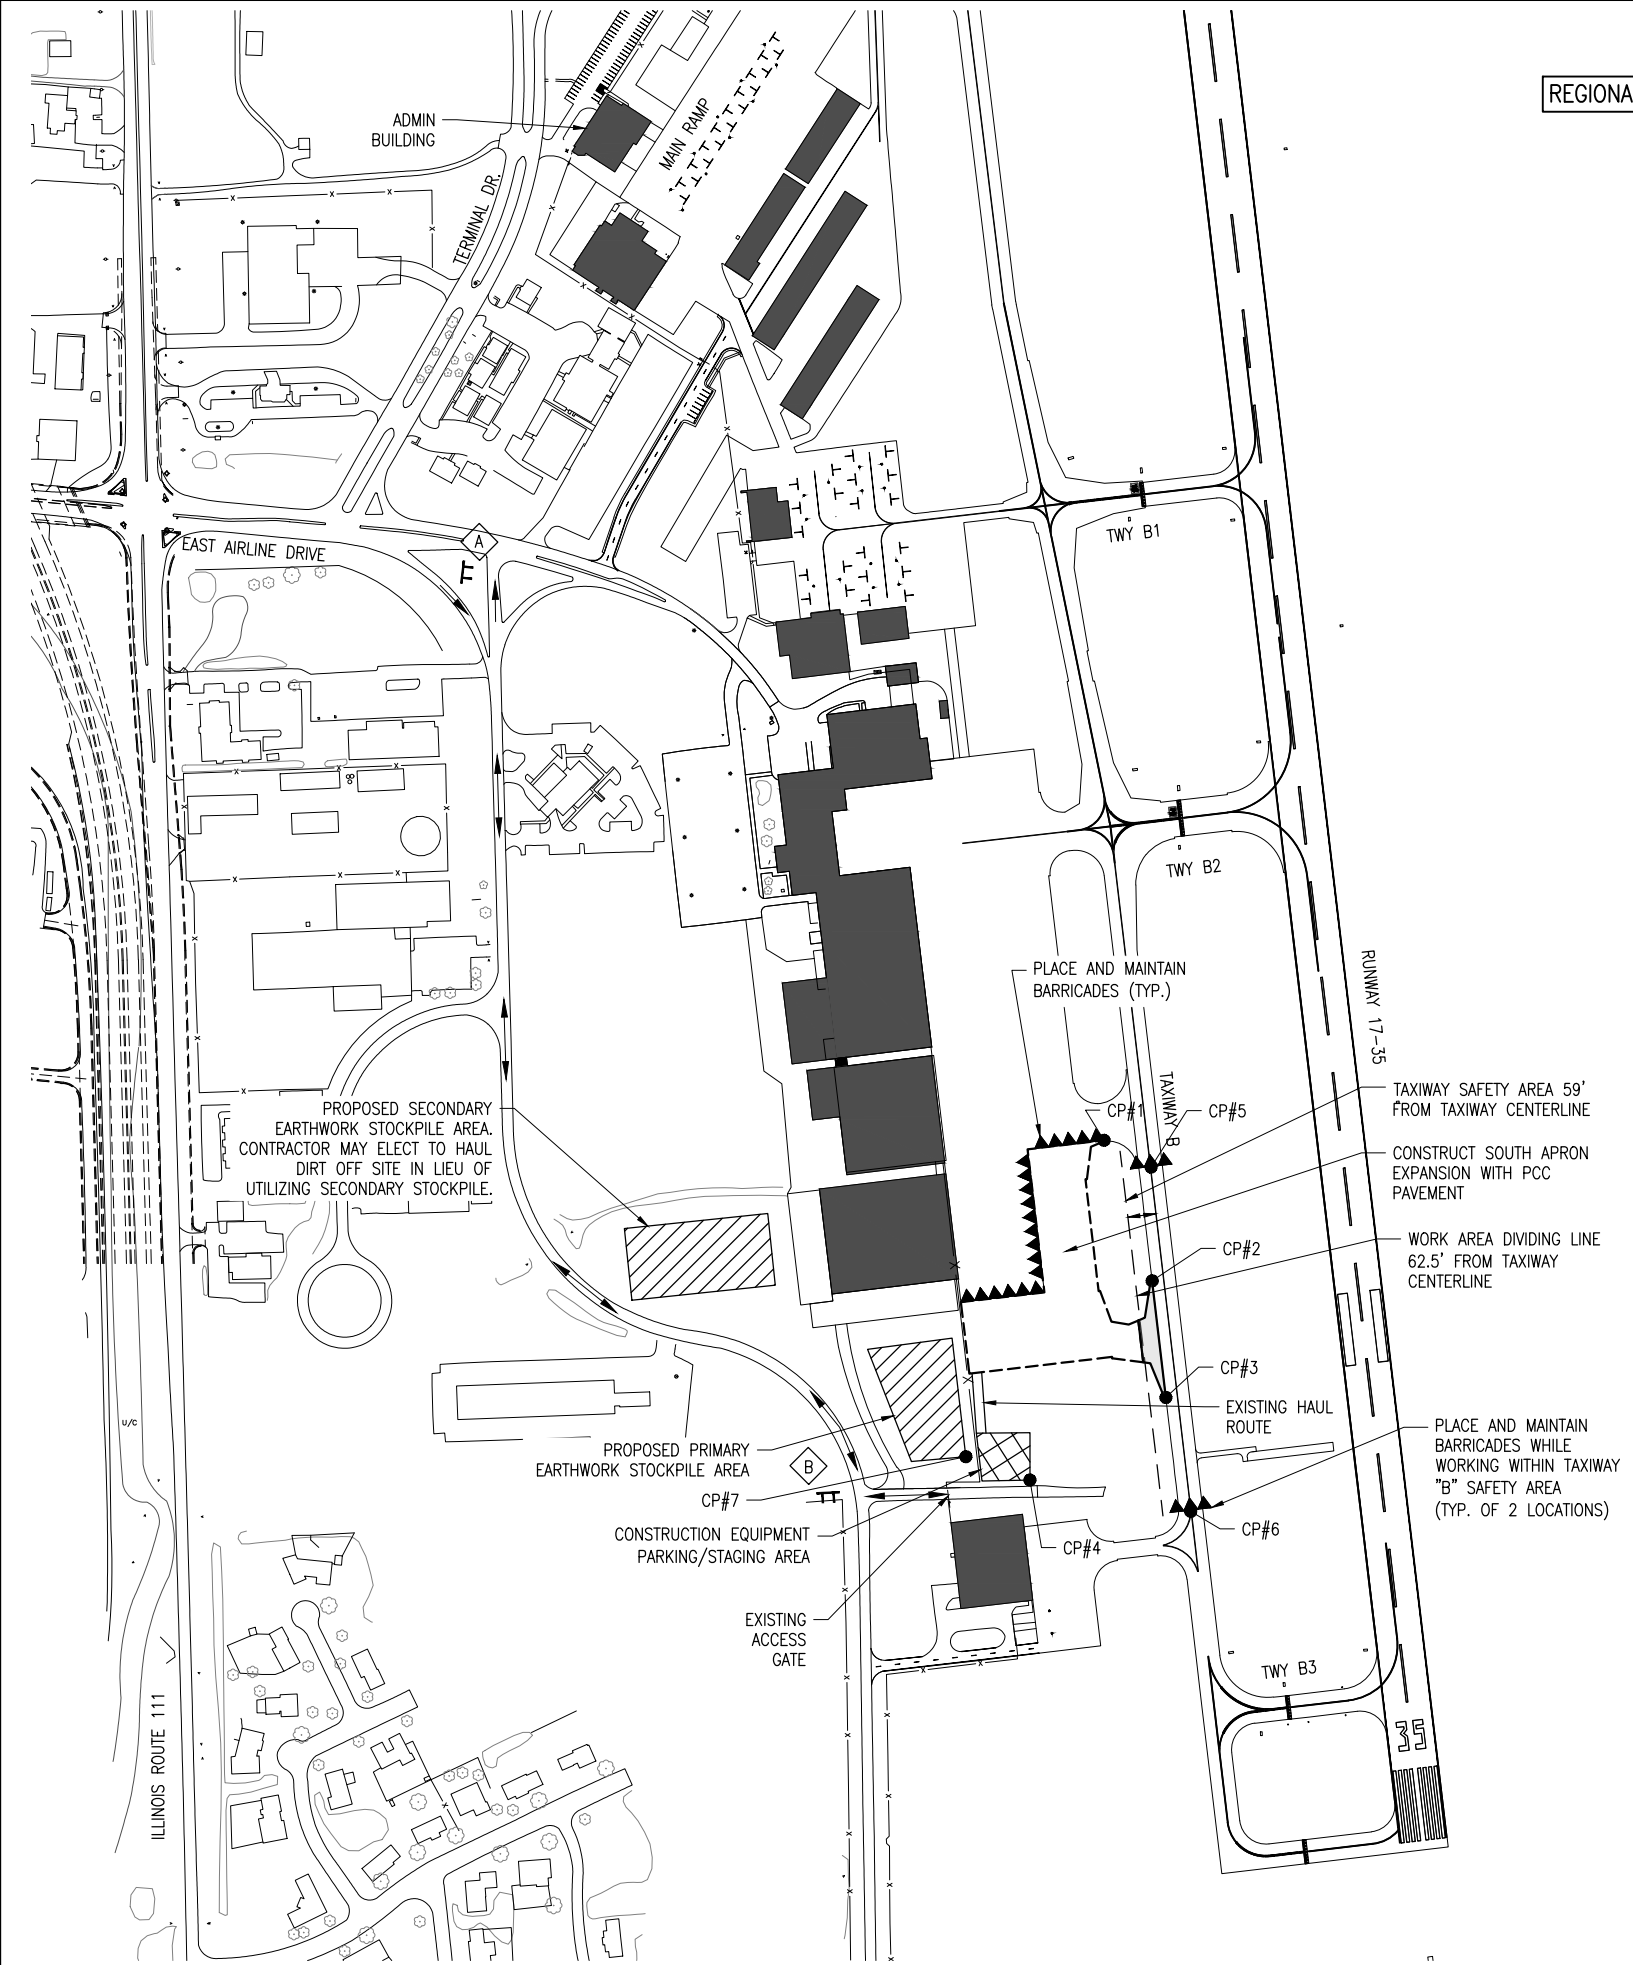 REGIONA
ADMIN
BUILDING
MAIN RAMP
TERMINAL DR.
EAST AIRLINE DRIVE
A
TWY B1
TWY B2
RUNWAY 17-35
PLACE AND MAINTAIN
BARRICADES (TYP.)
TAXIWAY B
CP#1
CP#5
TAXIWAY SAFETY AREA 59'
FROM TAXIWAY CENTERLINE
PROPOSED SECONDARY
EARTHWORK STOCKPILE AREA.
CONTRACTOR MAY ELECT TO HAUL
DIRT OFF SITE IN LIEU OF
UTILIZING SECONDARY STOCKPILE.
CONSTRUCT SOUTH APRON
EXPANSION WITH PCC
PAVEMENT
WORK AREA DIVIDING LINE
62.5' FROM TAXIWAY
CENTERLINE
CP#2
CP#3
EXISTING HAUL
ROUTE
U/C
PROPOSED PRIMARY
EARTHWORK STOCKPILE AREA
B
PLACE AND MAINTAIN
BARRICADES WHILE
WORKING WITHIN TAXIWAY
"B" SAFETY AREA
(TYP. OF 2 LOCATIONS)
CP#7
CONSTRUCTION EQUIPMENT
PARKING/STAGING AREA
CP#4
CP#6
EXISTING
ACCESS
GATE
TWY B3
ILLINOIS ROUTE 111
35